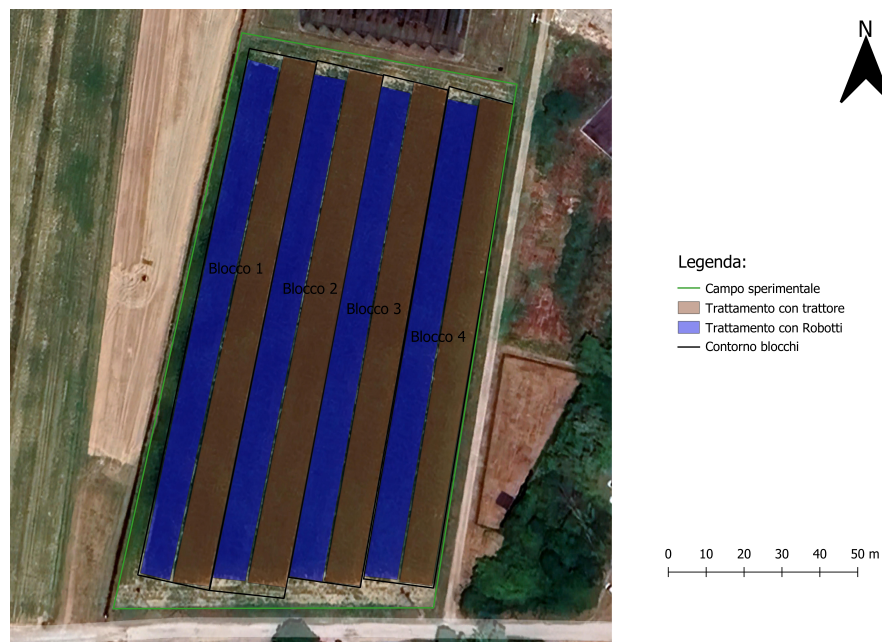 N
Blocco 1
Blocco 2
Blocco 3
Blocco 4
Legenda:
Campo sperimentale
Trattamento con trattore
Trattamento con Robotti
Contorno blocchi
0 10 20 30 40 50 m